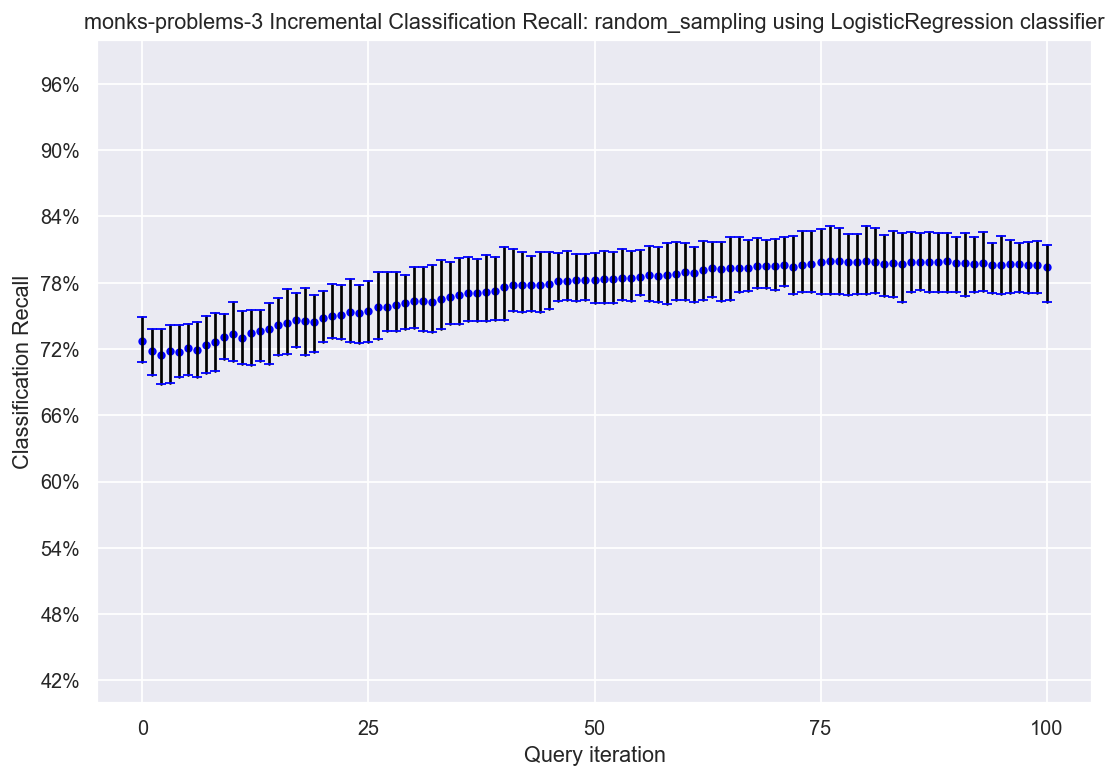 monks-problems-3 Incremental Classification Recall: random_sampling using LogisticRegression classifier
96%
90%
84%
78%
72%
66%
60%
54%
48%
42%
Classification Recall
0 25 50 75 100
Query iteration